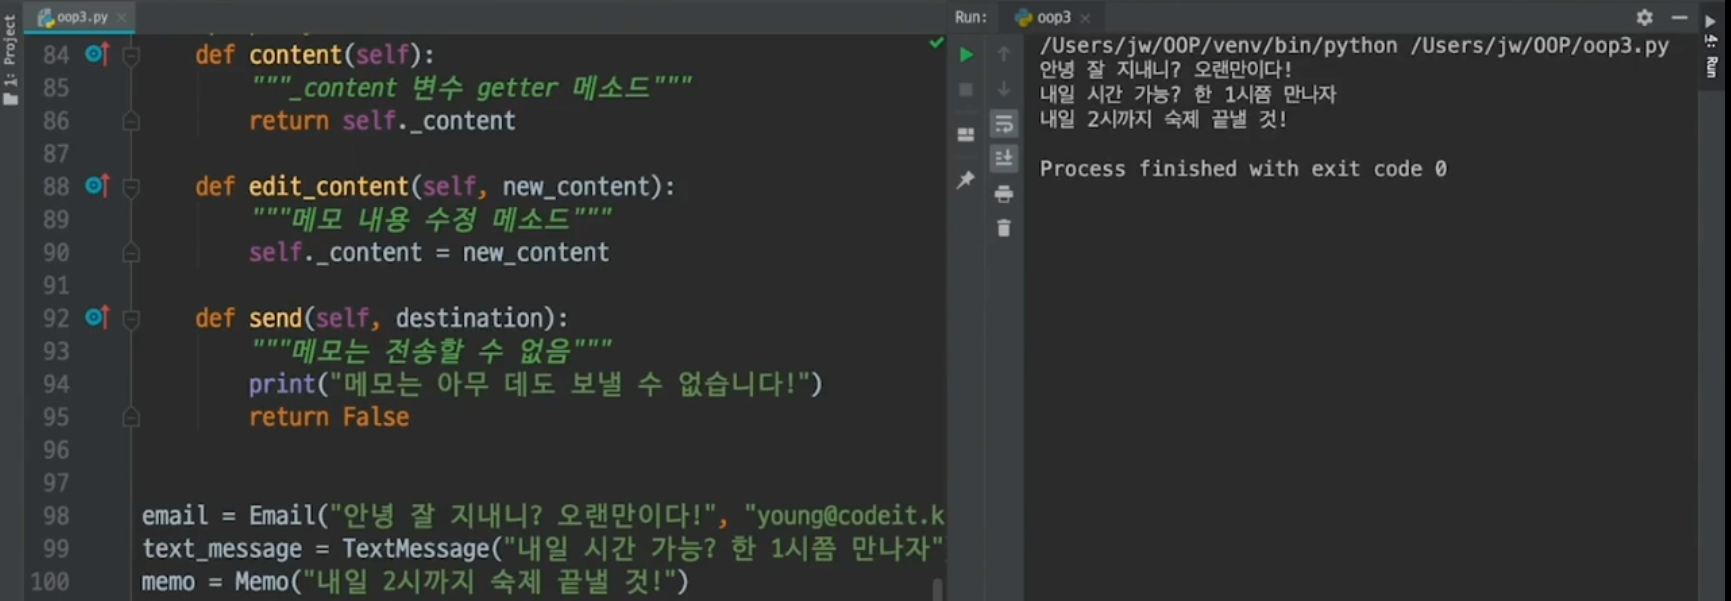 1: Project
oop3.py
84 def content(self):
85 """_content 변수 getter 메소드"""
86 return self._content
87
88 def edit_content(self, new_content):
89 """메모 내용 수정 메소드"""
90 self._content = new_content
91
92 def send(self, destination):
93 """메모는 전송할 수 없음"""
94 print("메모는 아무 데도 보낼 수 없습니다!")
95 return False
96
97
98 email = Email("안녕 잘 지내니? 오랜만이다!", "young@codeit.k
99 text_message = TextMessage("내일 시간 가능? 한 1시쯤 만나자"
100 memo = Memo("내일 2시까지 숙제 끝낼 것!")
Run: oop3
/Users/jw/OOP/venv/bin/python /Users/jw/OOP/oop3.py
안녕 잘 지내니? 오랜만이다!
내일 시간 가능? 한 1시쯤 만나자
내일 2시까지 숙제 끝낼 것!
Process finished with exit code 0
4: Run